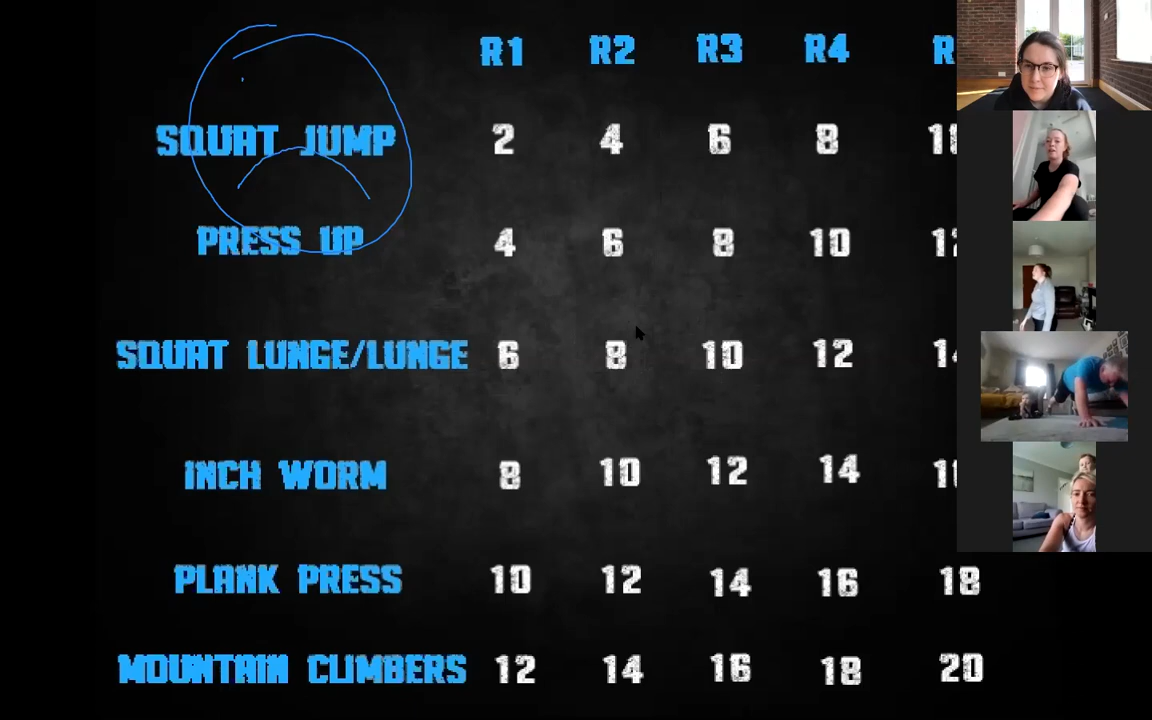 R1 R2 R3 R4 R
SQUAT JUMP 2 4 6 8
PRESS UP 4 6 8 10
SQUAT LUNGE/LUNGE 6 8 10 12
INCH WORM 8 10 12 14
PLANK PRESS 10 12 14 16 18
MOUNTAIN CLIMBERS 12 14 16 18 20